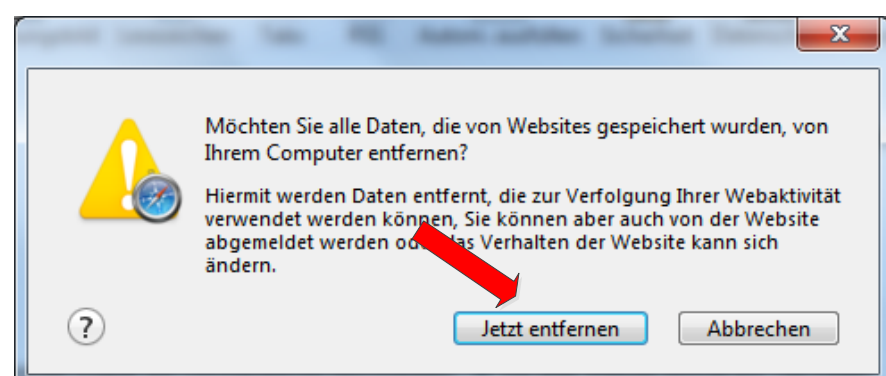 Möchten Sie alle Daten, die von Websites gespeichert wurden, von
Ihrem Computer entfernen?
Hiermit werden Daten entfernt, die zur Verfolgung Ihrer Webaktivität
verwendet werden können, Sie können aber auch von der Website
abgemeldet werden oder das Verhalten der Website kann sich
ändern.
?
Jetzt entfernen Abbrechen